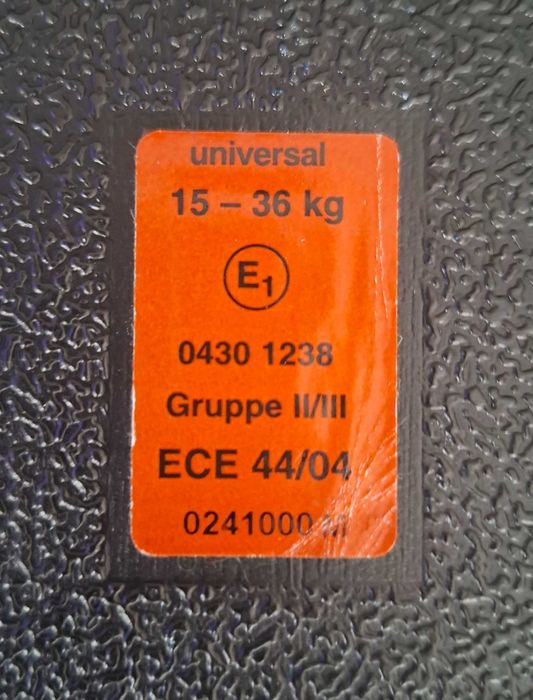 universal
15 – 36 kg
E1
0430 1238
Gruppe II/III
ECE 44/04
0241000 M